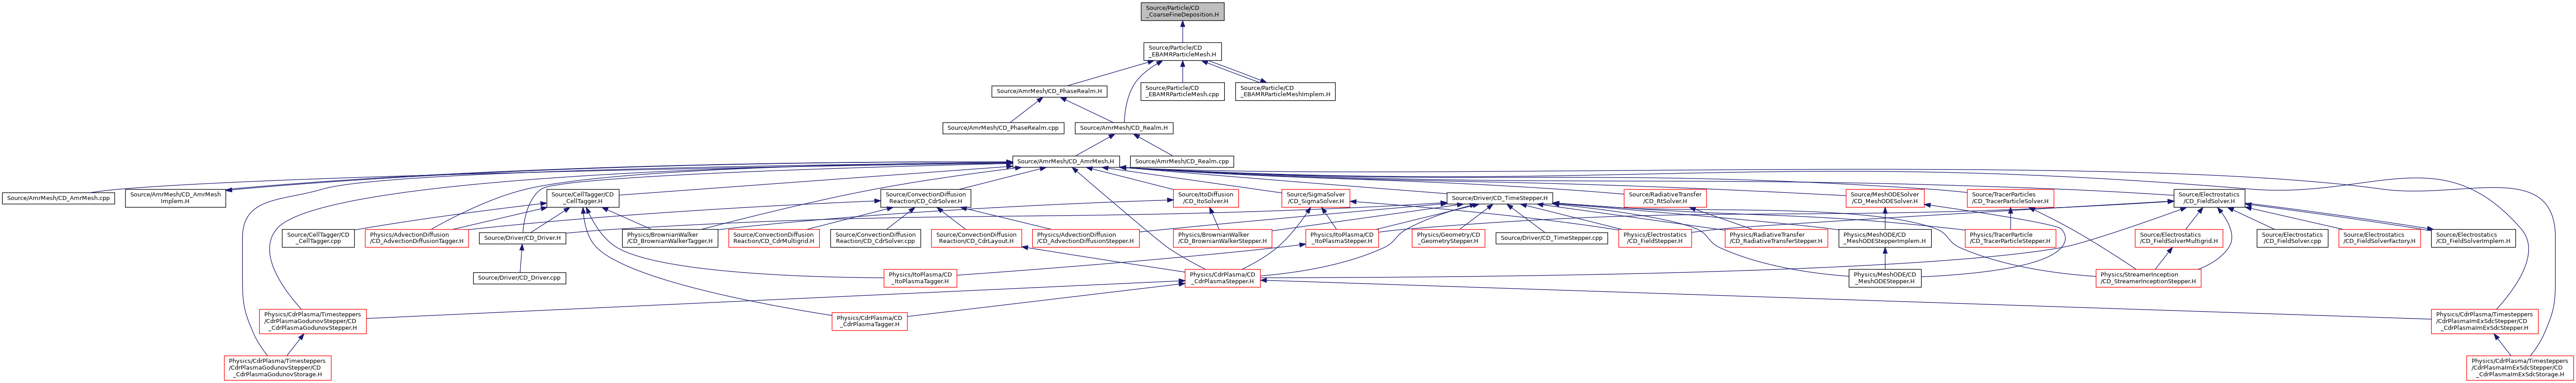 Source/Particle/CD
_CoarseFineDeposition.H
Source/Particle/CD
_EBAMRParticleMesh.H
Source/AmrMesh/CD_PhaseRealm.H
Source/Particle/CD
_EBAMRParticleMesh.cpp
Source/Particle/CD
_EBAMRParticleMeshImplem.H
Source/AmrMesh/CD_PhaseRealm.cpp
Source/AmrMesh/CD_Realm.H
Source/AmrMesh/CD_AmrMesh.H
Source/AmrMesh/CD_Realm.cpp
Source/AmrMesh/CD_AmrMesh.cpp
Source/AmrMesh/CD_AmrMesh
Implem.H
Source/CellTagger/CD
_CellTagger.H
Source/ConvectionDiffusion
Reaction/CD_CdrSolver.H
Source/ItoDiffusion
/CD_ItoSolver.H
Source/SigmaSolver
/CD_SigmaSolver.H
Source/Driver/CD_TimeStepper.H
Source/RadiativeTransfer
/CD_RtSolver.H
Source/MeshODESolver
/CD_MeshODESolver.H
Source/TracerParticles
/CD_TracerParticleSolver.H
Source/Electrostatics
/CD_FieldSolver.H
Source/CellTagger/CD
_CellTagger.cpp
Physics/AdvectionDiffusion
/CD_AdvectionDiffusionTagger.H
Source/Driver/CD_Driver.H
Physics/BrownianWalker
/CD_BrownianWalkerTagger.H
Source/ConvectionDiffusion
Reaction/CD_CdrMultigrid.H
Source/ConvectionDiffusion
Reaction/CD_CdrSolver.cpp
Source/ConvectionDiffusion
Reaction/CD_CdrLayout.H
Physics/AdvectionDiffusion
/CD_AdvectionDiffusionStepper.H
Physics/BrownianWalker
/CD_BrownianWalkerStepper.H
Physics/ItoPlasma/CD
_ItoPlasmaStepper.H
Physics/Geometry/CD
_GeometryStepper.H
Source/Driver/CD_TimeStepper.cpp
Physics/Electrostatics
/CD_FieldStepper.H
Physics/RadiativeTransfer
/CD_RadiativeTransferStepper.H
Physics/MeshODE/CD
_MeshODEStepperImplem.H
Physics/TracerParticle
/CD_TracerParticleStepper.H
Source/Electrostatics
/CD_FieldSolverMultigrid.H
Source/Electrostatics
/CD_FieldSolver.cpp
Source/Electrostatics
/CD_FieldSolverFactory.H
Source/Electrostatics
/CD_FieldSolverImplem.H
Source/Driver/CD_Driver.cpp
Physics/ItoPlasma/CD
_ItoPlasmaTagger.H
Physics/CdrPlasma/CD
_CdrPlasmaStepper.H
Physics/MeshODE/CD
_MeshODEStepper.H
Physics/StreamerInception
/CD_StreamerInceptionStepper.H
Physics/CdrPlasma/Timesteppers
/CdrPlasmaGodunovStepper/CD
_CdrPlasmaGodunovStepper.H
Physics/CdrPlasma/CD
_CdrPlasmaTagger.H
Physics/CdrPlasma/Timesteppers
/CdrPlasmaImExSdcStepper/CD
_CdrPlasmaImExSdcStepper.H
Physics/CdrPlasma/Timesteppers
/CdrPlasmaGodunovStepper/CD
_CdrPlasmaGodunovStorage.H
Physics/CdrPlasma/Timesteppers
/CdrPlasmaImExSdcStepper/CD
_CdrPlasmaImExSdcStorage.H